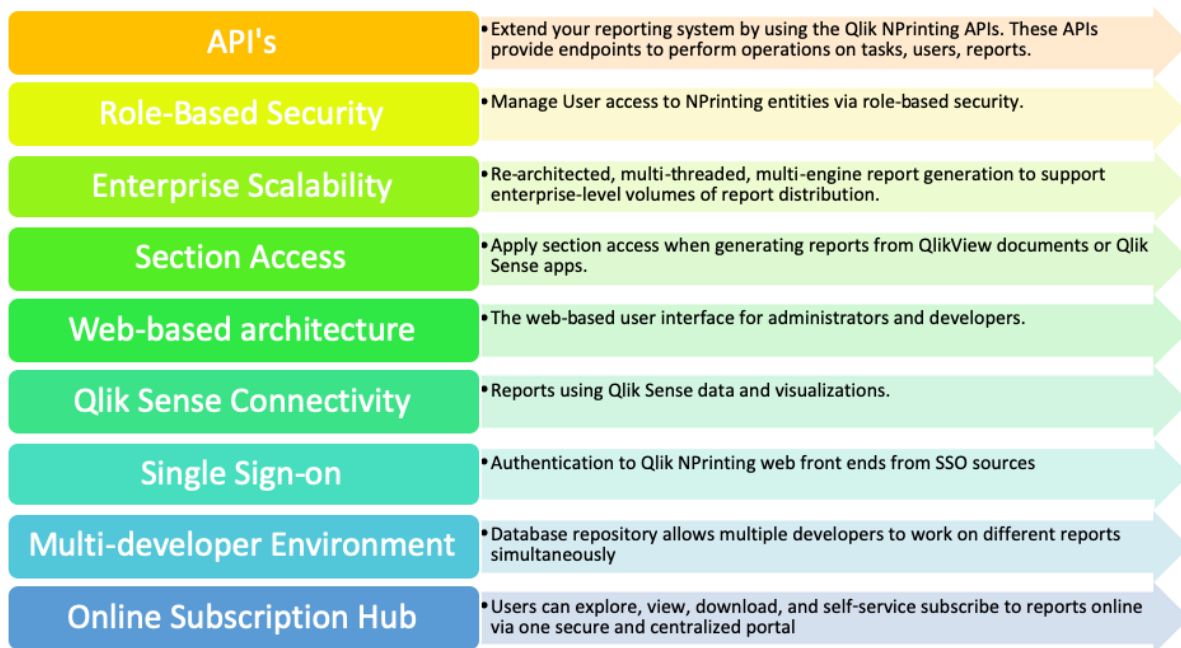 API's
•Extend your reporting system by using the Qlik NPrinting APIs. These APIs
provide endpoints to perform operations on tasks, users, reports.
Role-Based Security
•Manage User access to NPrinting entities via role-based security.
Enterprise Scalability
•Re-architected, multi-threaded, multi-engine report generation to support
enterprise-level volumes of report distribution.
Section Access
•Apply section access when generating reports from QlikView documents or Qlik
Sense apps.
Web-based architecture
•The web-based user interface for administrators and developers.
Qlik Sense Connectivity
•Reports using Qlik Sense data and visualizations.
Single Sign-on
•Authentication to Qlik NPrinting web front ends from SSO sources
Multi-developer Environment
•Database repository allows multiple developers to work on different reports
simultaneously
Online Subscription Hub
•Users can explore, view, download, and self-service subscribe to reports online
via one secure and centralized portal